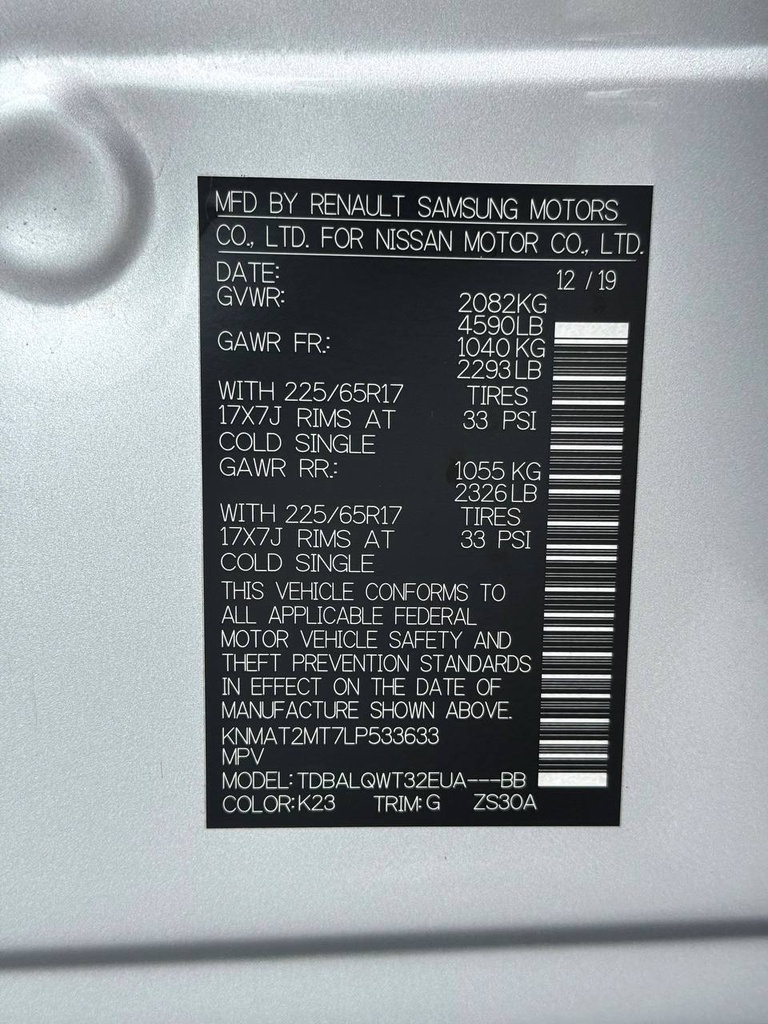 MFD BY RENAULT SAMSUNG MOTORS
CO., LTD. FOR NISSAN MOTOR CO., LTD.
DATE: 12 / 19
GVWR: 2082KG
4590LB
GAWR FR.: 1040 KG
2293 LB
WITH 225/65R17 TIRES
17X7J RIMS AT 33 PSI
COLD SINGLE
GAWR RR.: 1055 KG
2326 LB
WITH 225/65R17 TIRES
17X7J RIMS AT 33 PSI
COLD SINGLE
THIS VEHICLE CONFORMS TO
ALL APPLICABLE FEDERAL
MOTOR VEHICLE SAFETY AND
THEFT PREVENTION STANDARDS
IN EFFECT ON THE DATE OF
MANUFACTURE SHOWN ABOVE.
KNMAT2MT7LP533633
MPV
MODEL: TDBALQWT32EUA---BB
COLOR: K23 TRIM: G ZS30A